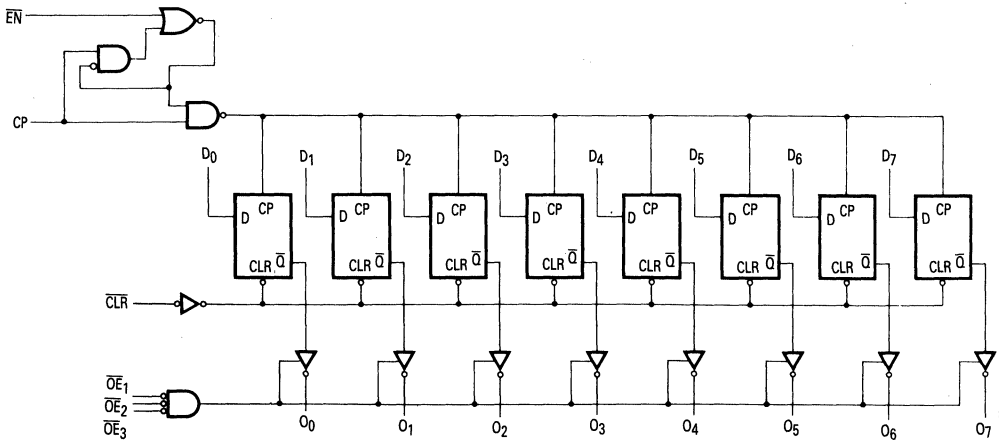 EN
CP
D0 D1 D2 D3 D4 D5 D6 D7
CP CP CP CP CP CP CP CP
D D D D D D D D
CLR Q CLR Q CLR Q CLR Q CLR Q CLR Q CLR Q CLR Q
CLR
OE1
OE2
OE3
O0 O1 O2 O3 O4 O5 O6 O7